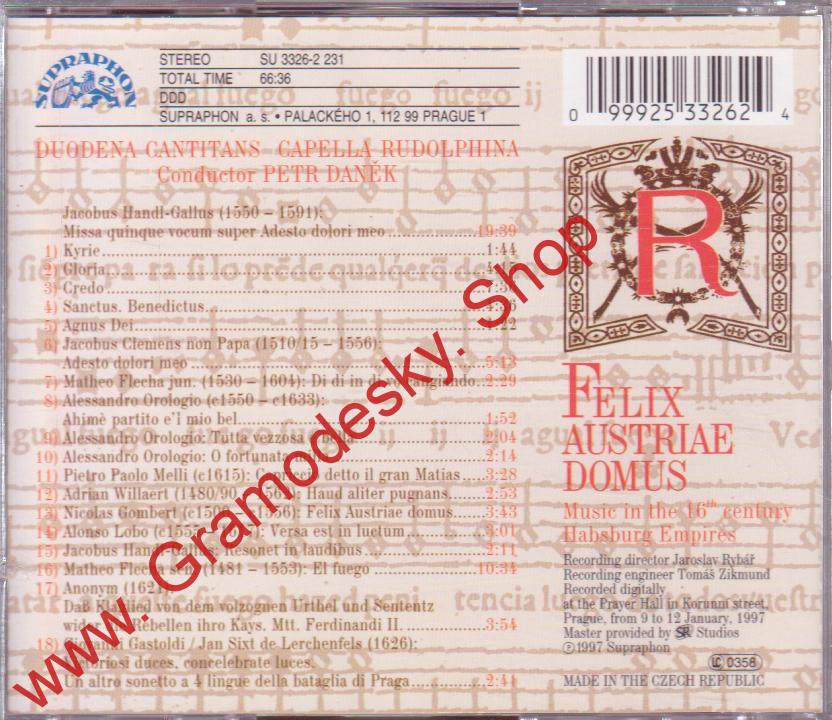 SUPRAPHON
STEREO SU 3326-2 231
TOTAL TIME 66:36
DDD
SUPRAPHON a. s. • PALACKÉHO 1, 112 99 PRAGUE 1
0 99925 33262 4
DUODENA CANTITANS CAPELLA RUDOLPHINA
Conductor PETR DANĚK
Jacobus Handl-Gallus (1550 – 1591):
Missa quinque vocum super Adesto dolori meo 19:39
1) Kyrie 1:44
2) Gloria
3) Credo
4) Sanctus. Benedictus
5) Agnus Dei
6) Jacobus Clemens non Papa (1510/15 – 1556):
Adesto dolori meo 5:13
7) Matheo Flecha jun. (1530 – 1604): Di di in di 2:29
8) Alessandro Orologio (c1550 – c1633):
Ahimè partito e'l mio bel 1:52
9) Alessandro Orologio: Tutta vezzosa e bella 2:04
10) Alessandro Orologio: O fortunata 2:14
11) Pietro Paolo Melli (c1615): Capriccio detto il gran Matias 3:28
12) Adrian Willaert (1480/90 Haud aliter pugnans 2:53
13) Nicolas Gombert Felix Austriae domus 3:43
14) Alonso Lobo (c1555 Versa est in luctum 3:01
15) Jacobus Handl-Gallus: Resonet in laudibus 2:11
16) Matheo Flecha sen. (1481 – 1553): El fuego 10:34
17) Anonym (1621):
Daß Klaglied von dem volzognen Urthel und Sententz
wider die Rebellen ihro Kays. Mtt. Ferdinandi II. 3:54
18) Giovanni Gastoldi / Jan Sixt de Lerchenfels (1626):
Victoriosi duces, concelebrate luces.
Un altro sonetto a 4 lingue della bataglia di Praga 2:41
R
FELIX
AUSTRIAE
DOMUS
Music in the 16th century
Habsburg Empires
Recording director Jaroslav Rybář
Recording engineer Tomáš Zikmund
Recorded digitally
at the Prayer Hall in Korunní street,
Prague, from 9 to 12 January, 1997
Master provided by SR Studios
℗ 1997 Supraphon
LC 0358
MADE IN THE CZECH REPUBLIC
www. Gramodesky. Shop